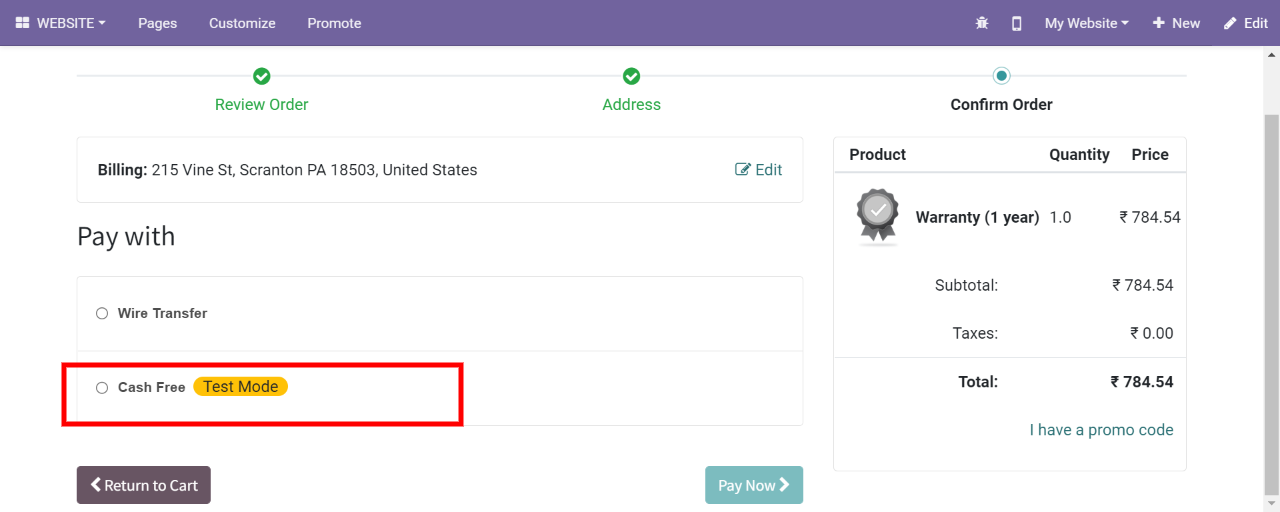 WEBSITE Pages Customize Promote My Website New Edit
Review Order Address Confirm Order
Billing: 215 Vine St, Scranton PA 18503, United States Edit
Pay with
Wire Transfer
Cash Free Test Mode
Return to Cart Pay Now
Product Quantity Price
Warranty (1 year) 1.0 ₹ 784.54
Subtotal: ₹ 784.54
Taxes: ₹ 0.00
Total: ₹ 784.54
I have a promo code